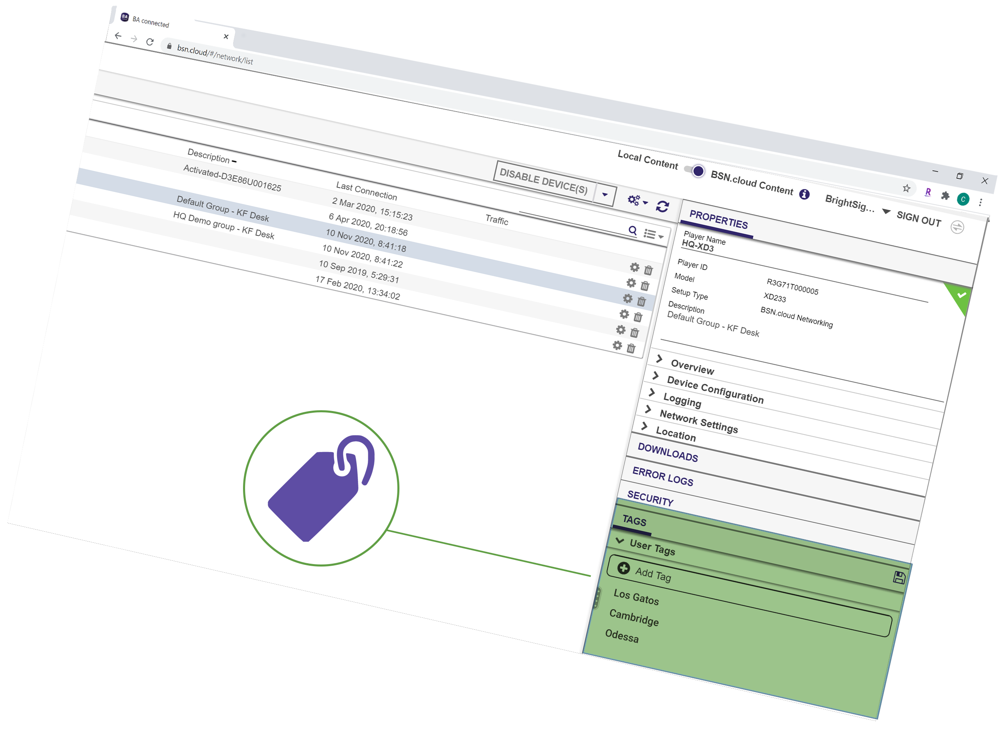 BA connected
bsn.cloud/#/network/list
Local Content
BSN.cloud Content
BrightSig...
SIGN OUT
DISABLE DEVICE(S)
Description
Last Connection
Traffic
Activated-D3E86U001625
2 Mar 2020, 15:15:23
6 Apr 2020, 20:18:56
Default Group - KF Desk
10 Nov 2020, 8:41:18
HQ Demo group - KF Desk
10 Nov 2020, 8:41:22
10 Sep 2019, 5:29:31
17 Feb 2020, 13:34:02
PROPERTIES
Player Name
HQ-XD3
Player ID
R3G71T000005
Model
XD233
Setup Type
BSN.cloud Networking
Description
Default Group - KF Desk
Overview
Device Configuration
Logging
Network Settings
Location
DOWNLOADS
ERROR LOGS
SECURITY
TAGS
User Tags
Add Tag
Los Gatos
Cambridge
Odessa
BA
R
C